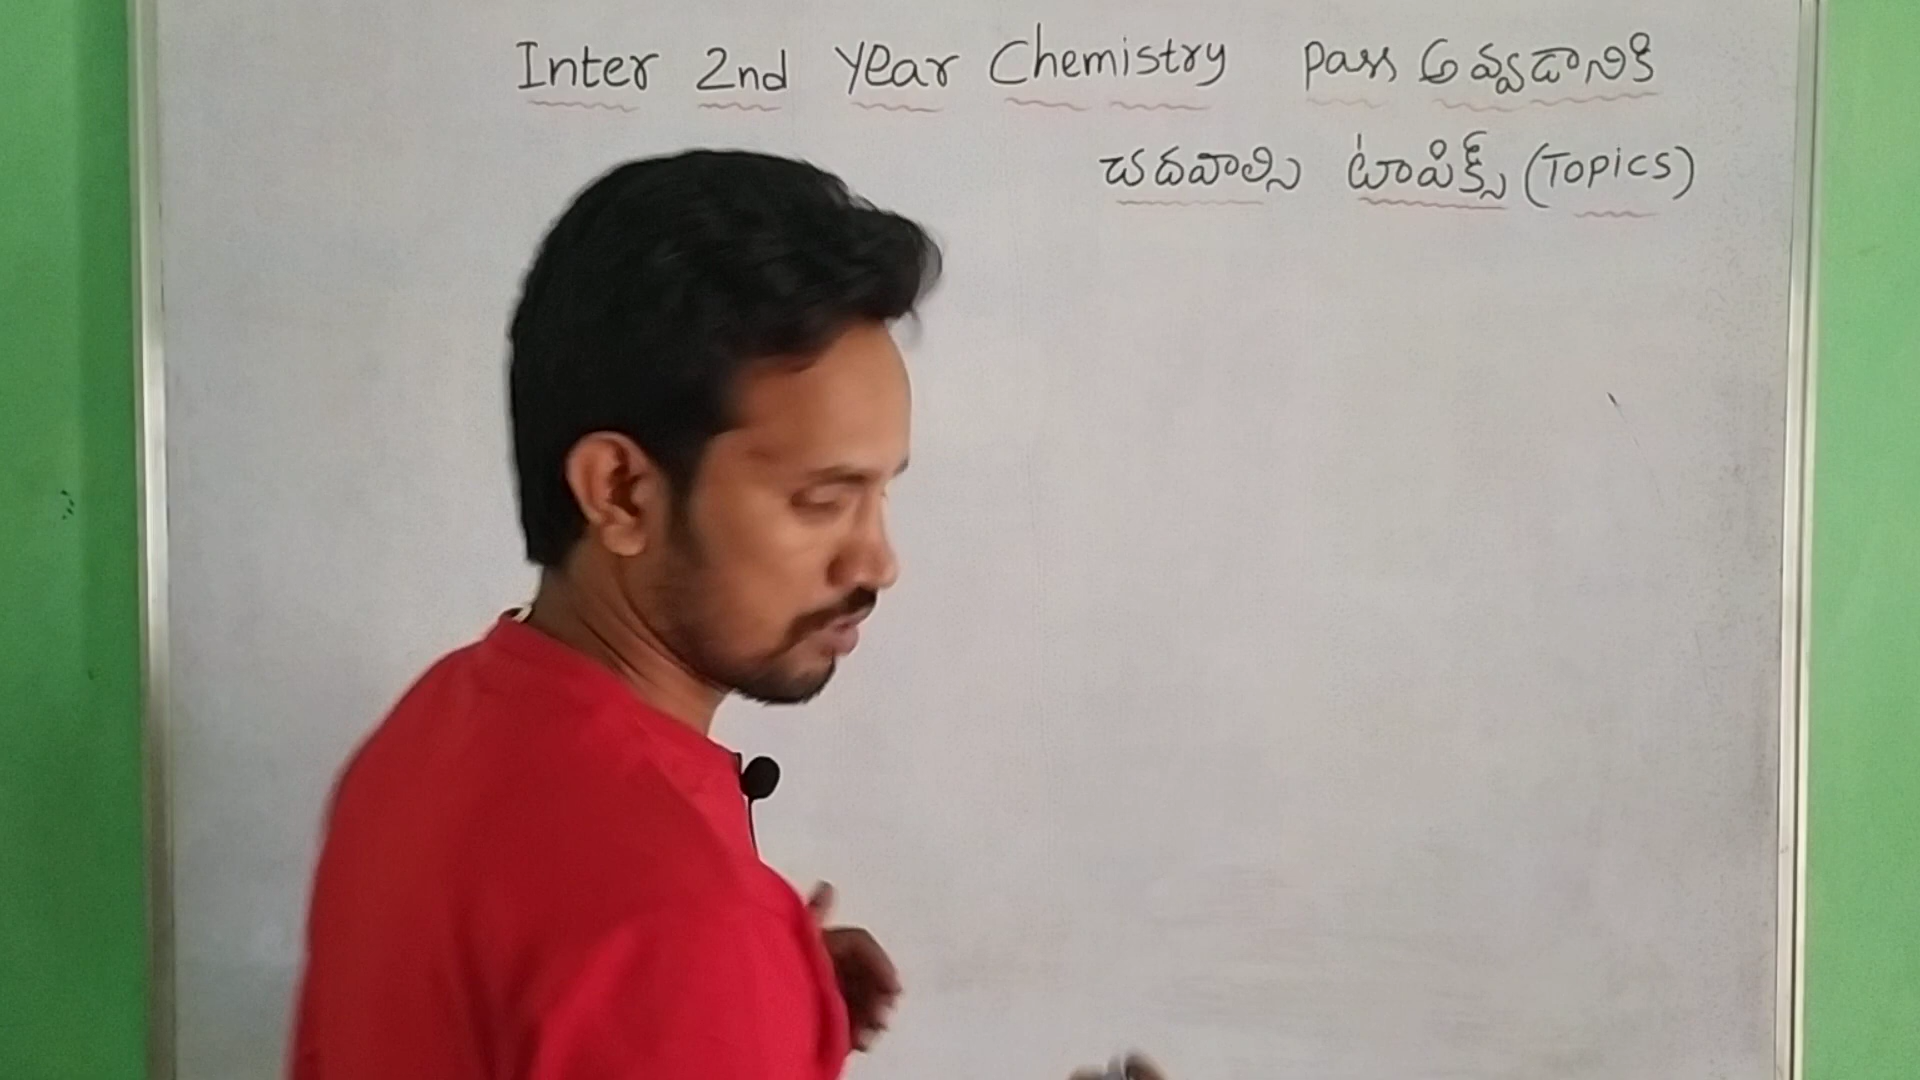 Inter 2nd Year Chemistry Pass అవ్వడానికి
చదవాల్సి టాపిక్స్ (Topics)